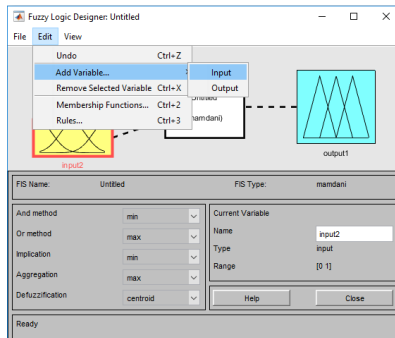 Fuzzy Logic Designer: Untitled
File Edit View
Undo Ctrl+Z
Add Variable... Input
Remove Selected Variable Ctrl+X Output
Membership Functions... Ctrl+2
Rules... Ctrl+3
input2
output1
FIS Name: Untitled FIS Type: mamdani
And method min
Or method max
Implication min
Aggregation max
Defuzzification centroid
Current Variable
Name input2
Type input
Range [0 1]
Help Close
Ready